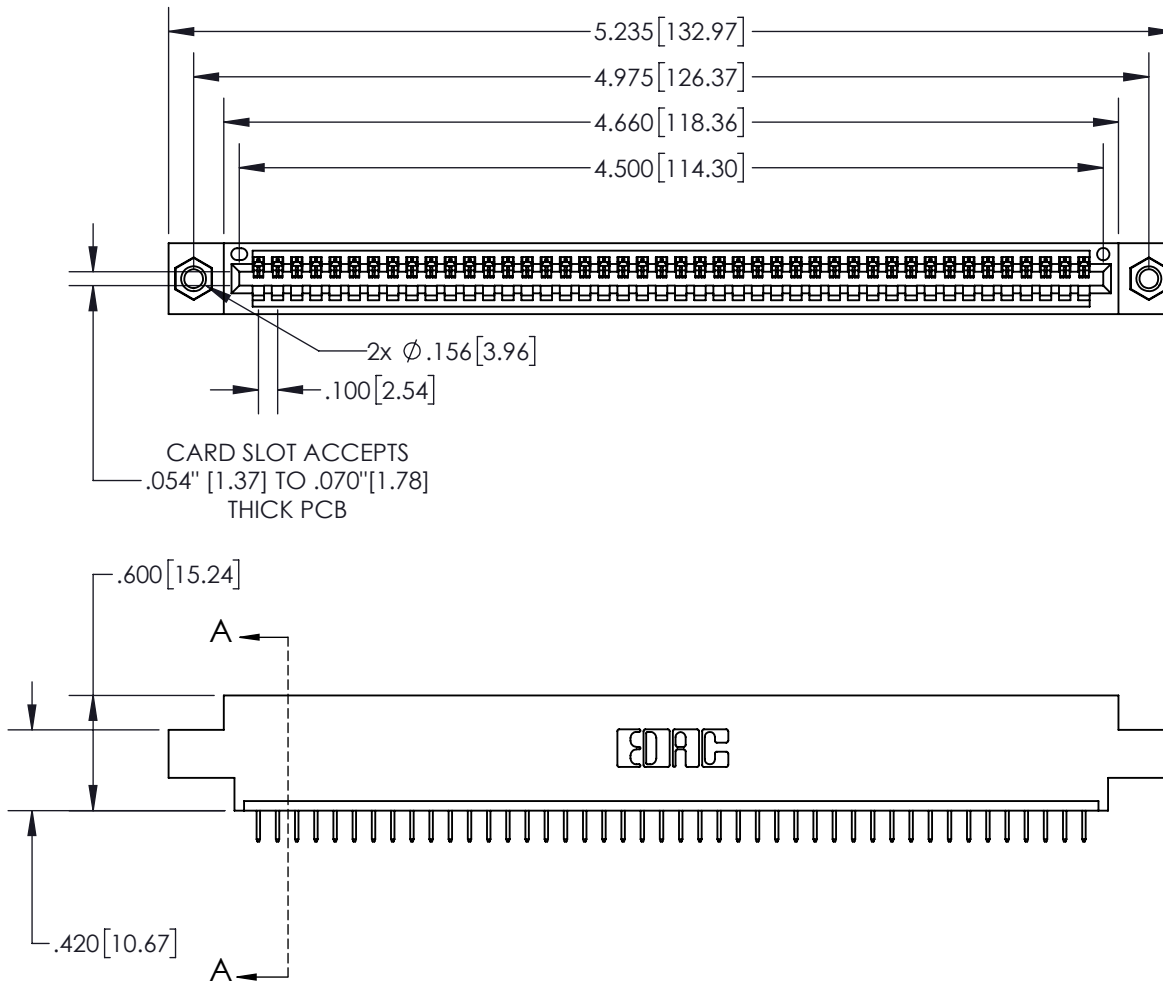 5.235[132.97]
4.975[126.37]
4.660[118.36]
4.500[114.30]
2x Ø.156[3.96]
.100[2.54]
CARD SLOT ACCEPTS
.054" [1.37] TO .070"[1.78]
THICK PCB
.600[15.24]
A
EDAC
.420[10.67]
A